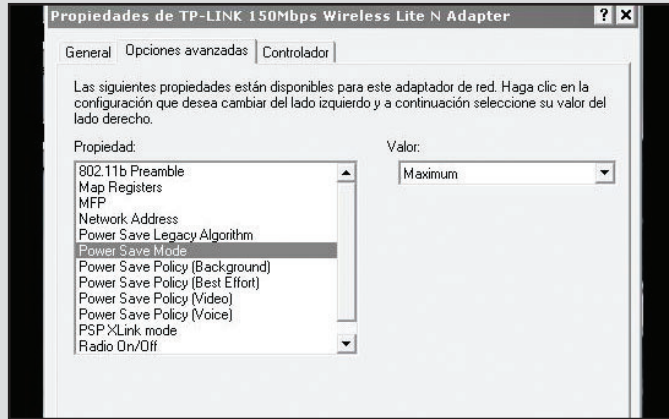 Propiedades de TP-LINK 150Mbps Wireless Lite N Adapter
General
Opciones avanzadas
Controlador
Las siguientes propiedades están disponibles para este adaptador de red. Haga clic en la
configuración que desea cambiar del lado izquierdo y a continuación seleccione su valor del
lado derecho.
Propiedad:
802.11b Preamble
Map Registers
MFP
Network Address
Power Save Legacy Algorithm
Power Save Mode
Power Save Policy (Background)
Power Save Policy (Best Effort)
Power Save Policy (Video)
Power Save Policy (Voice)
PSP XLink mode
Radio On/Off
Valor:
Maximum